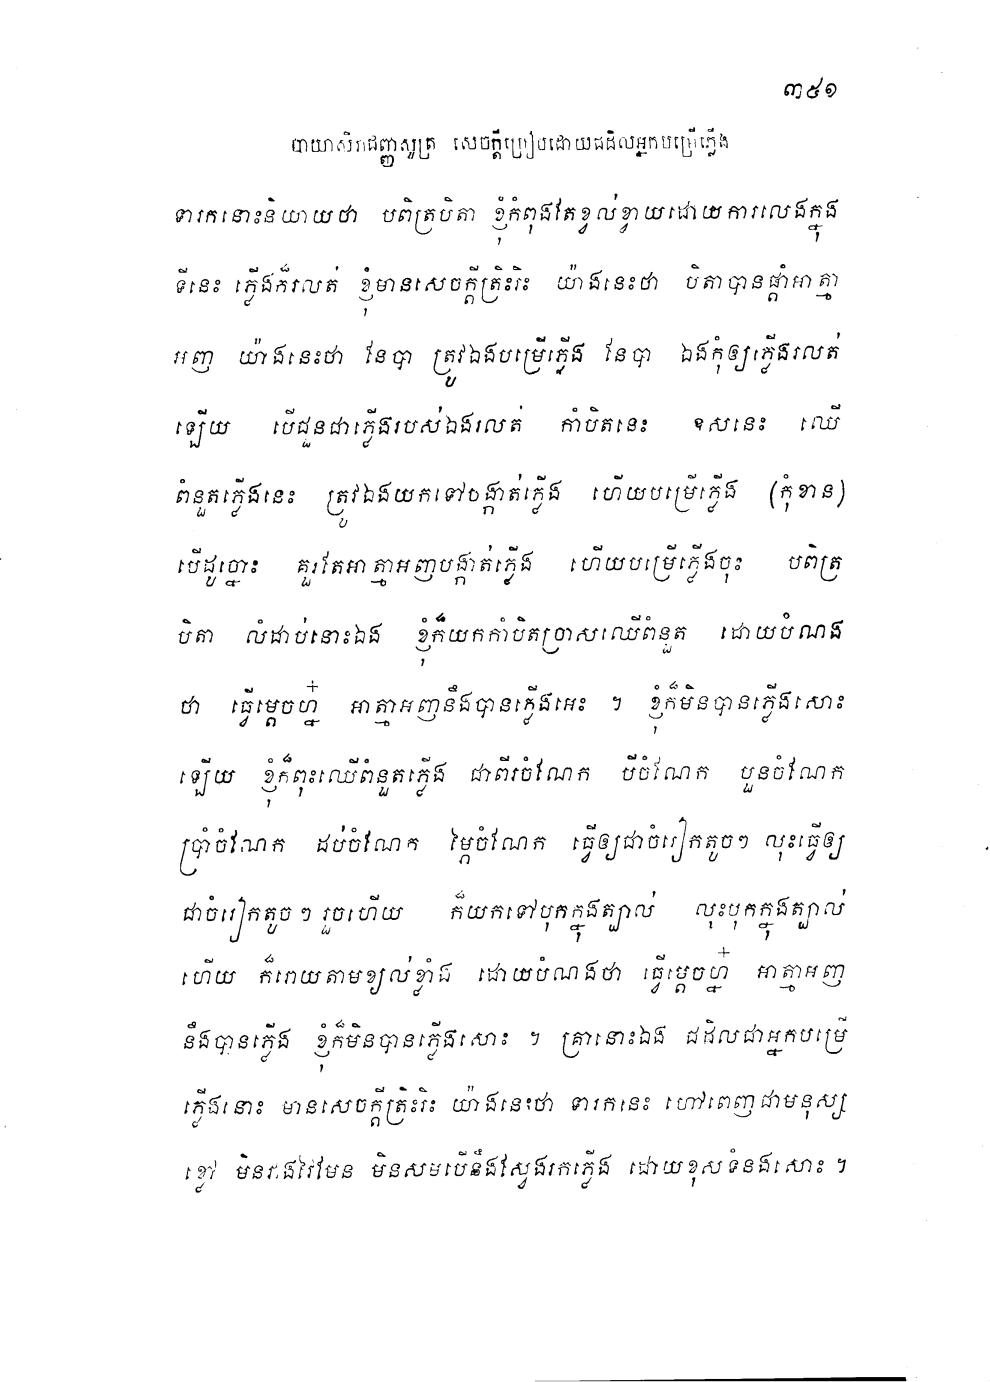 ៣៥១
បាយាសិរាជញ្ញសូត្រ សេចក្តីប្រៀបដោយជដិលអ្នកបម្រើភ្លើង
ទារកនោះនិយាយថា បពិត្របិតា ខ្ញុំកំពុងតែខ្វល់ខ្វាយដោយការលេងក្នុង
ទីនេះ ភ្លើងក៏រលត់ ខ្ញុំមានសេចក្តីត្រិះរិះ យ៉ាងនេះថា បិតាបានផ្តាំអាត្មា
អញ យ៉ាងនេះថា នែបា ត្រូវឯងបម្រើភ្លើង នែបា ឯងកុំឲ្យភ្លើងរលត់
ឡើយ បើជួនជាភ្លើងរបស់ឯងរលត់ កាំបិតនេះ ឧសនេះ ឈើ
ពំនួតភ្លើងនេះ ត្រូវឯងយកទៅបង្កាត់ភ្លើង ហើយបម្រើភ្លើង (កុំខាន)
បើដូច្នោះ គួរតែអាត្មាអញបង្កាត់ភ្លើង ហើយបម្រើភ្លើងចុះ បពិត្រ
បិតា លំដាប់នោះឯង ខ្ញុំក៏យកកាំបិតច្រាសឈើពំនួត ដោយបំណង
ថា ធ្វើម្តេចហ្ន៎ អាត្មាអញនឹងបានភ្លើងអេះ ។ ខ្ញុំក៏មិនបានភ្លើងសោះ
ឡើយ ខ្ញុំក៏ពុះឈើពំនួតភ្លើង ជាពីរចំណែក បីចំណែក បួនចំណែក
ប្រាំចំណែក ដប់ចំណែក ម្ភៃចំណែក ធ្វើឲ្យជាចំរៀកតូចៗ លុះធ្វើឲ្យ
ជាចំរៀកតូចៗ រួចហើយ ក៏យកទៅបុកក្នុងត្បាល់ លុះបុកក្នុងត្បាល់
ហើយ ក៏រោយតាមខ្យល់ខ្លាំង ដោយបំណងថា ធ្វើម្តេចហ្ន៎ អាត្មាអញ
នឹងបានភ្លើង ខ្ញុំក៏មិនបានភ្លើងសោះ ។ គ្រានោះឯង ជដិលជាអ្នកបម្រើ
ភ្លើងនោះ មានសេចក្តីត្រិះរិះ យ៉ាងនេះថា ទារកនេះ ហៅពេញជាមនុស្ស
ខ្លៅ មិនវាងវៃមែន មិនសមបើនឹងស្វែងរកភ្លើង ដោយខុសទំនងសោះ ។